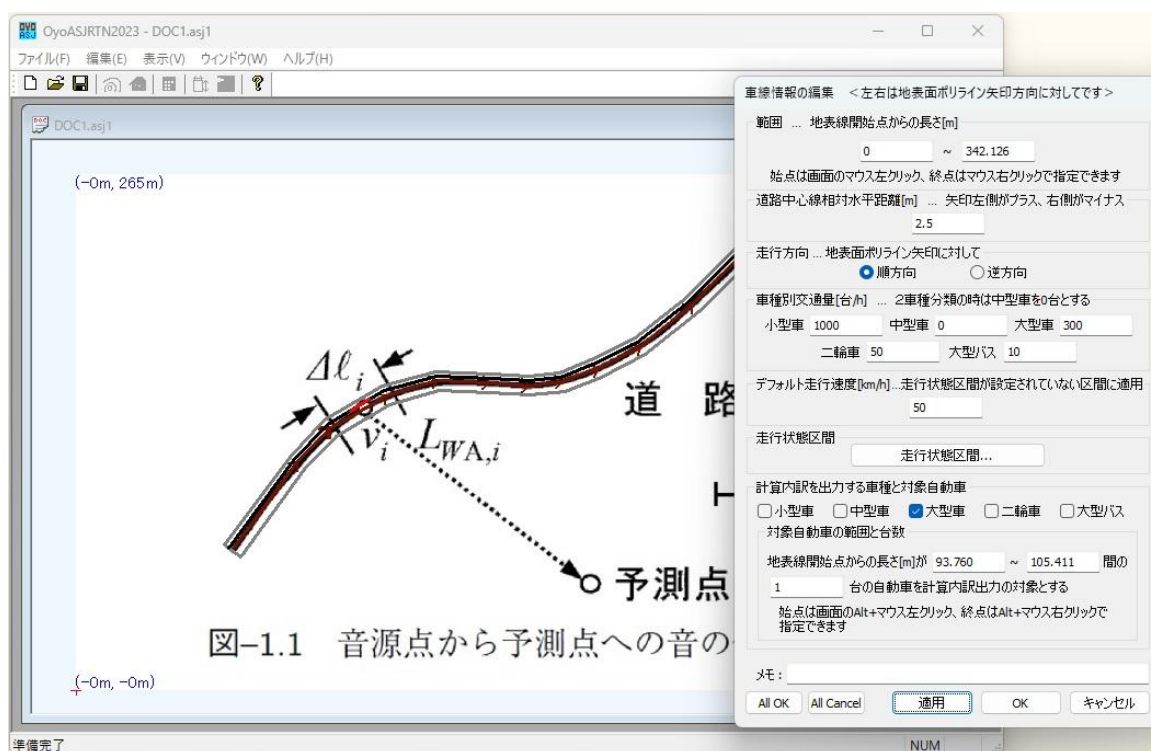 OyoASJRTN2023 - DOC1.asj1
ファイル(F) 編集(E) 表示(V) ウィンドウ(W) ヘルプ(H)
DOC1.asj1
(-0m, 265m)
Δℓi
vi
LWA,i
道 路
予測点
図-1.1 音源点から予測点への音の
(-0m, -0m)
準備完了
NUM
車線情報の編集 <左右は地表面ポリライン矢印方向に対してです>
範囲 ... 地表線開始点からの長さ[m]
0 ~ 342.126
始点は画面のマウス左クリック、終点はマウス右クリックで指定できます
道路中心線相対水平距離[m] ... 矢印左側がプラス、右側がマイナス
2.5
走行方向 ... 地表面ポリライン矢印に対して
順方向 逆方向
車種別交通量[台/h] ... 2車種分類の時は中型車を0台とする
小型車 1000 中型車 0 大型車 300
二輪車 50 大型バス 10
デフォルト走行速度[km/h]...走行状態区間が設定されていない区間に適用
50
走行状態区間
走行状態区間...
計算内訳を出力する車種と対象自動車
小型車 中型車 大型車 二輪車 大型バス
対象自動車の範囲と台数
地表線開始点からの長さ[m]が 93.760 ~ 105.411 間の
1 台の自動車を計算内訳出力の対象とする
始点は画面のAlt+マウス左クリック、終点はAlt+マウス右クリックで
指定できます
メモ:
All OK All Cancel 適用 OK キャンセル